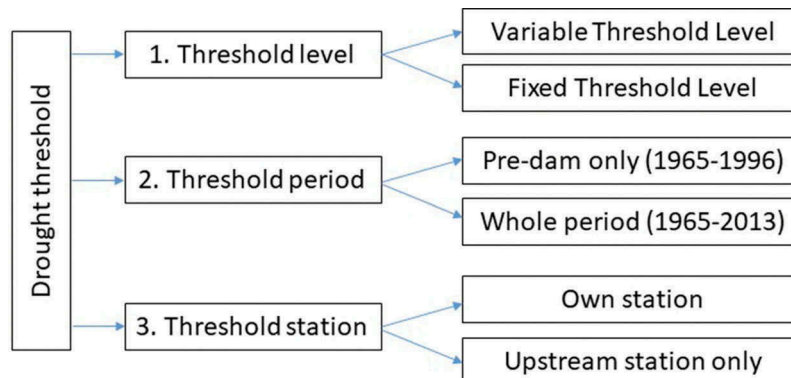 Drought threshold
1. Threshold level
Variable Threshold Level
Fixed Threshold Level
2. Threshold period
Pre-dam only (1965-1996)
Whole period (1965-2013)
3. Threshold station
Own station
Upstream station only